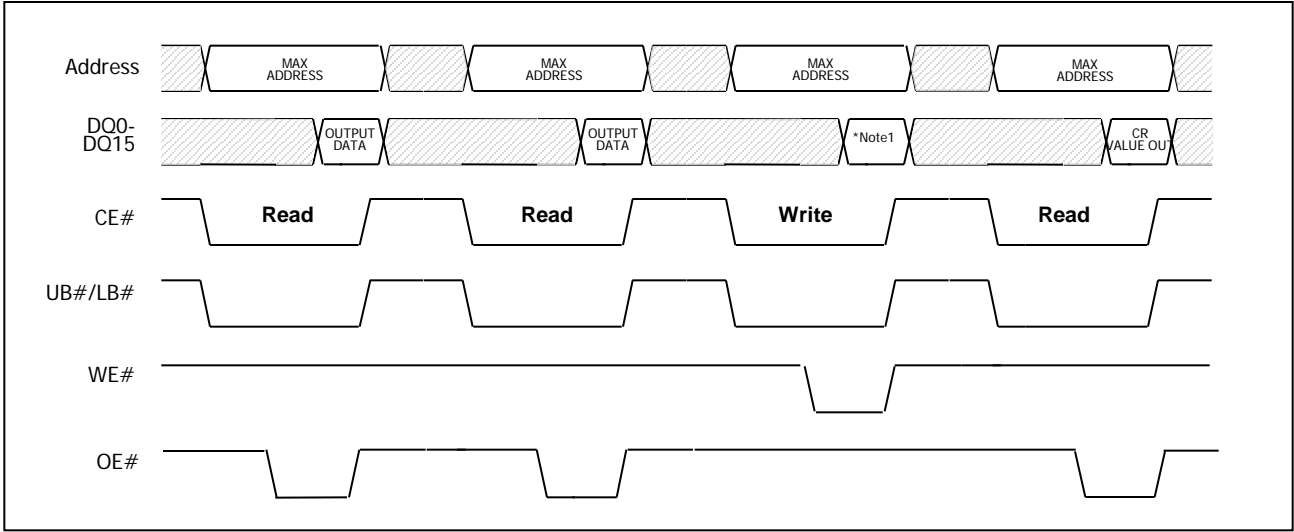 Address
MAX
ADDRESS
MAX
ADDRESS
MAX
ADDRESS
MAX
ADDRESS
DQ0-
DQ15
OUTPUT
DATA
OUTPUT
DATA
*Note1
CR
VALUE OUT
CE#
Read
Read
Write
Read
UB#/LB#
WE#
OE#